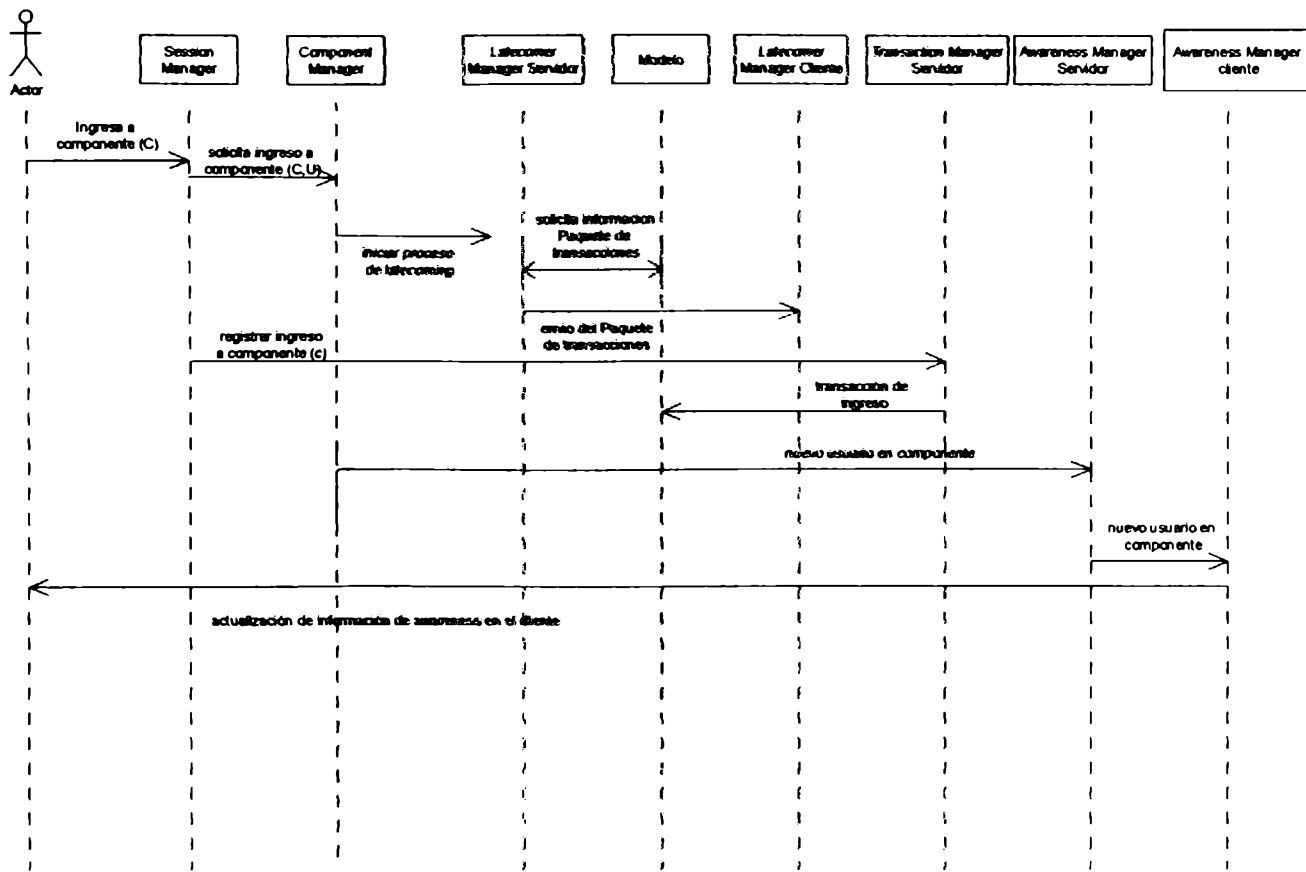 Actor
Session
Manager
Component
Manager
Latecomer
Manager Servidor
Modelo
Latecomer
Manager Cliente
Transaction Manager
Servidor
Awareness Manager
Servidor
Awareness Manager
cliente
Ingresa a
componente (C)
solicita ingreso a
componente (C,U)
iniciar proceso
de latecoming
solicita informacion
Paquete de
transacciones
envio del Paquete
de transacciones
registrar ingreso
a componente (c)
transacción de
ingreso
nuevo usuario en componente
nuevo usuario en
componente
actualización de información de awareness en el cliente